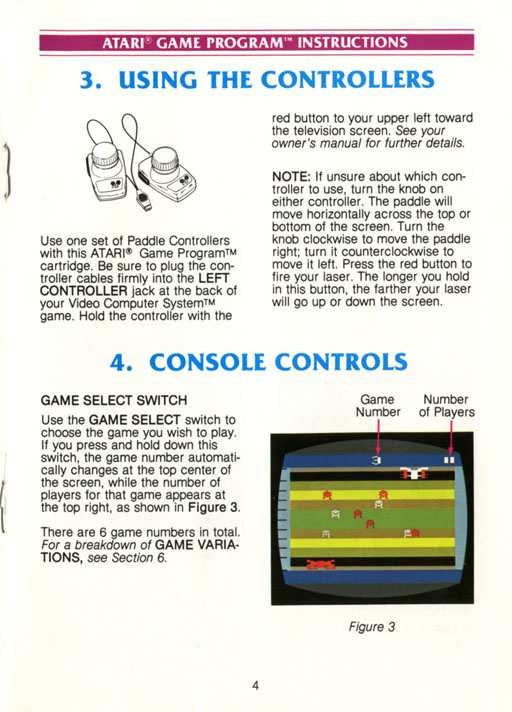 ATARI® GAME PROGRAM™ INSTRUCTIONS
3. USING THE CONTROLLERS
Use one set of Paddle Controllers
with this ATARI® Game Program™
cartridge. Be sure to plug the con-
troller cables firmly into the LEFT
CONTROLLER jack at the back of
your Video Computer System™
game. Hold the controller with the
red button to your upper left toward
the television screen. See your
owner's manual for further details.
NOTE: If unsure about which con-
troller to use, turn the knob on
either controller. The paddle will
move horizontally across the top or
bottom of the screen. Turn the
knob clockwise to move the paddle
right; turn it counterclockwise to
move it left. Press the red button to
fire your laser. The longer you hold
in this button, the farther your laser
will go up or down the screen.
4. CONSOLE CONTROLS
GAME SELECT SWITCH
Use the GAME SELECT switch to
choose the game you wish to play.
If you press and hold down this
switch, the game number automati-
cally changes at the top center of
the screen, while the number of
players for that game appears at
the top right, as shown in Figure 3.
There are 6 game numbers in total.
For a breakdown of GAME VARIA-
TIONS, see Section 6.
Game
Number
Number
of Players
3
Figure 3
4